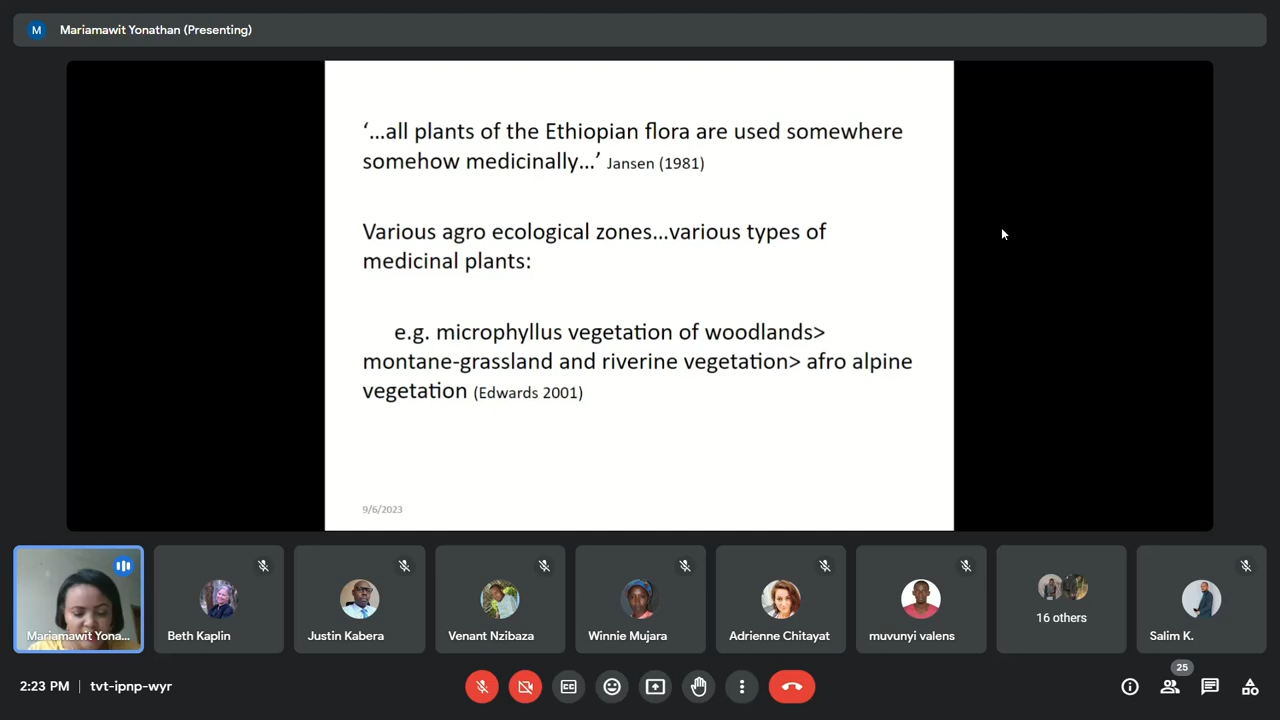 M Mariamawit Yonathan (Presenting)
‘...all plants of the Ethiopian flora are used somewhere
somehow medicinally...’ Jansen (1981)
Various agro ecological zones...various types of
medicinal plants:
e.g. microphyllus vegetation of woodlands>
montane-grassland and riverine vegetation> afro alpine
vegetation (Edwards 2001)
9/6/2023
Mariamawit Yona...
Beth Kaplin
Justin Kabera
Venant Nzibaza
Winnie Mujara
Adrienne Chitayat
muvunyi valens
16 others
Salim K.
2:23 PM | tvt-ipnp-wyr
25